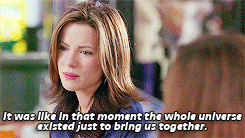 It was like in that moment the whole universe
existed just to bring us together.